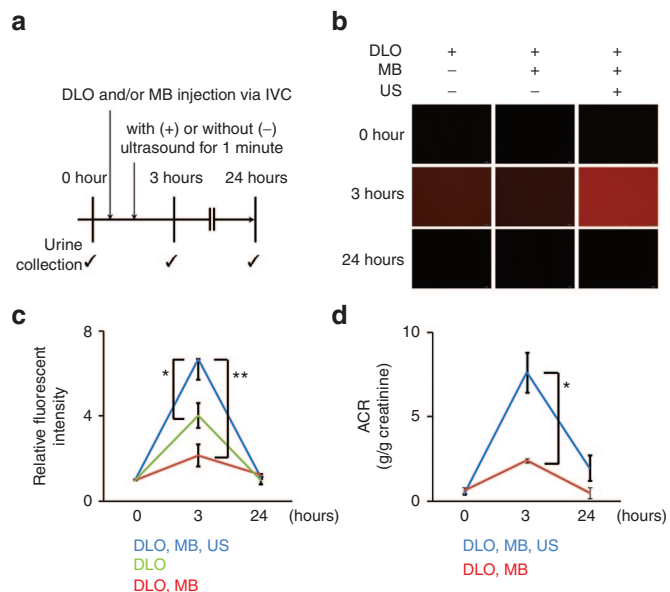 a
DLO and/or MB injection via IVC
with (+) or without (–)
ultrasound for 1 minute
0 hour 3 hours 24 hours
Urine
collection ✓ ✓ ✓
b
DLO + + +
MB – + +
US – – +
0 hour
3 hours
24 hours
c
Relative fluorescent
intensity
8
4
0
* **
0 3 24 (hours)
DLO, MB, US
DLO
DLO, MB
d
ACR
(g/g creatinine)
10
5
0
*
0 3 24 (hours)
DLO, MB, US
DLO, MB